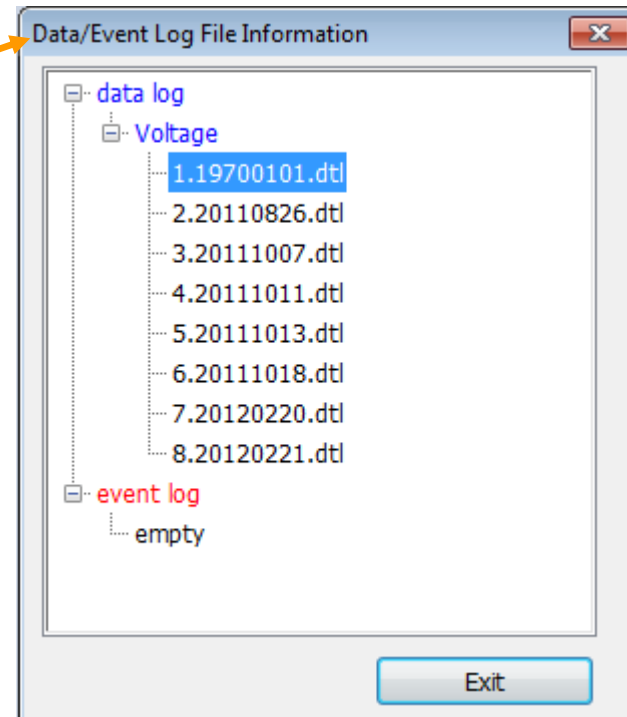 Data/Event Log File Information
data log
Voltage
1.19700101.dtl
2.20110826.dtl
3.20111007.dtl
4.20111011.dtl
5.20111013.dtl
6.20111018.dtl
7.20120220.dtl
8.20120221.dtl
event log
empty
Exit